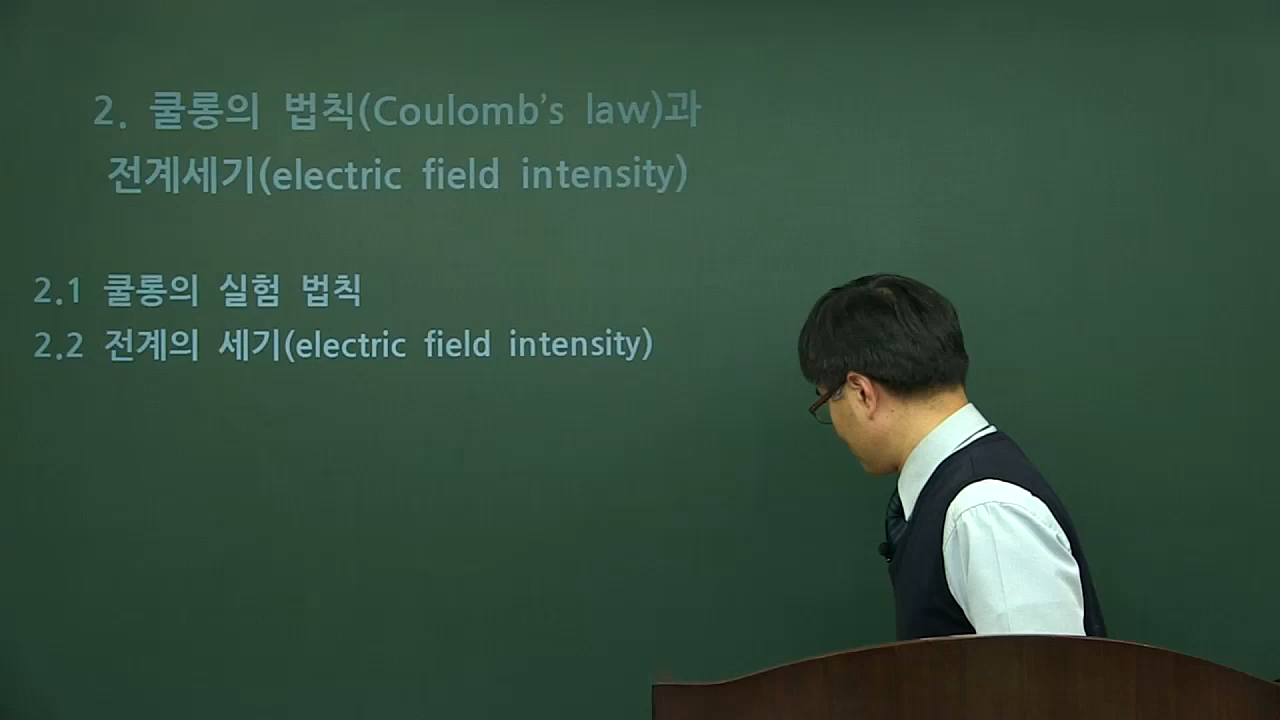 2. 쿨롱의 법칙(Coulomb's law)과
전계세기(electric field intensity)
2.1 쿨롱의 실험 법칙
2.2 전계의 세기(electric field intensity)